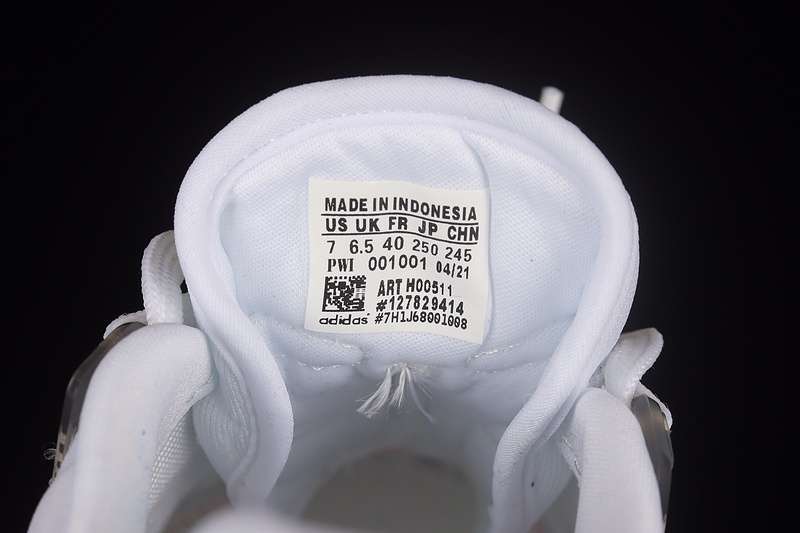 MADE IN INDONESIA
US UK FR JP CHN
7 6.5 40 250 245
PWI 001001 04/21
ART H00511
#127829414
adidas #7H1J68001008